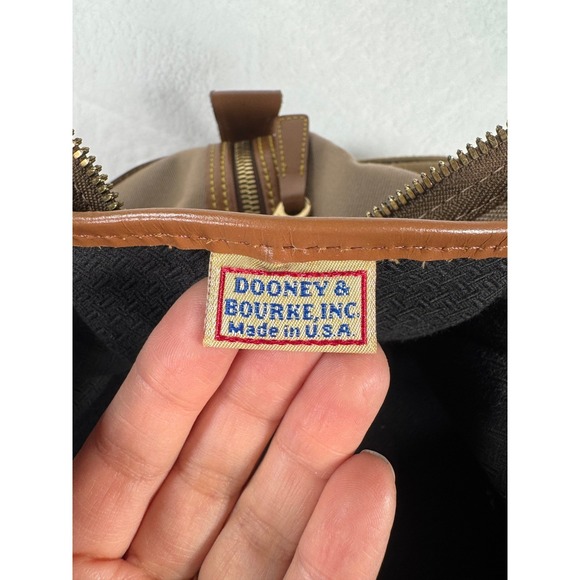 DOONEY &
BOURKE, INC.
Made in U.S.A.